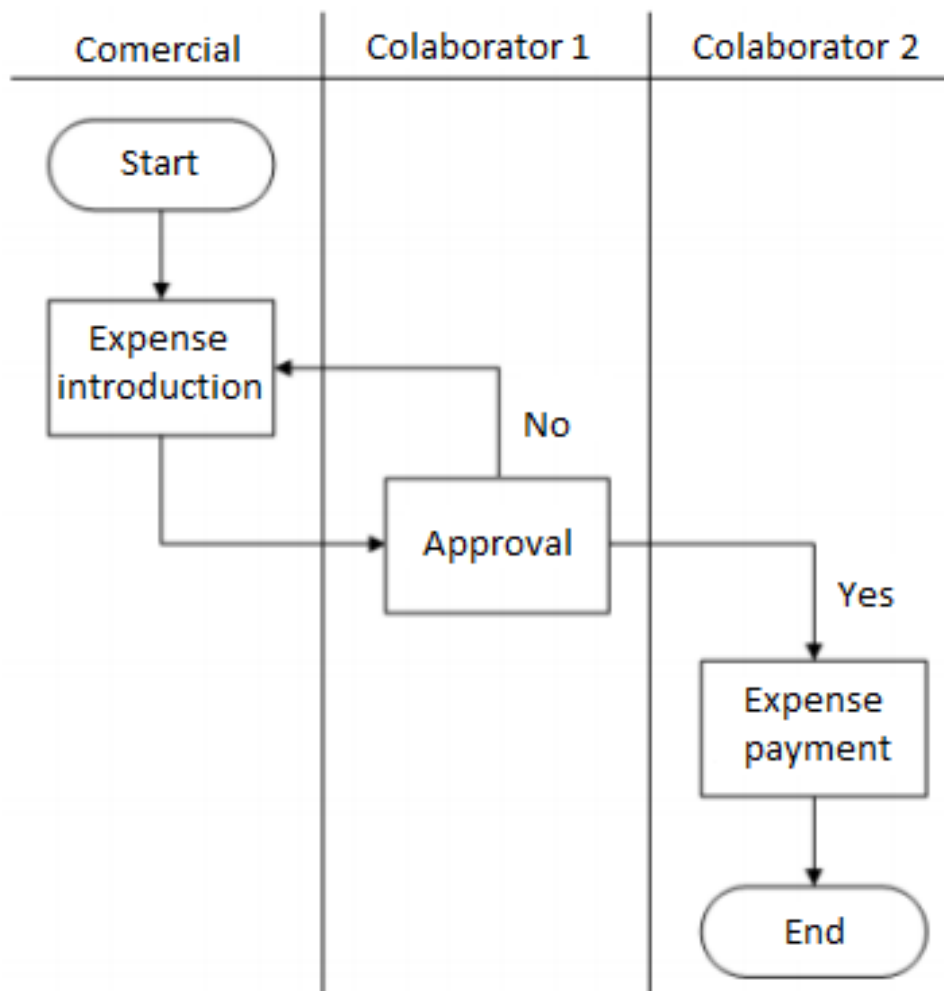 Comercial
Colaborator 1
Colaborator 2
Start
Expense
introduction
No
Approval
Yes
Expense
payment
End